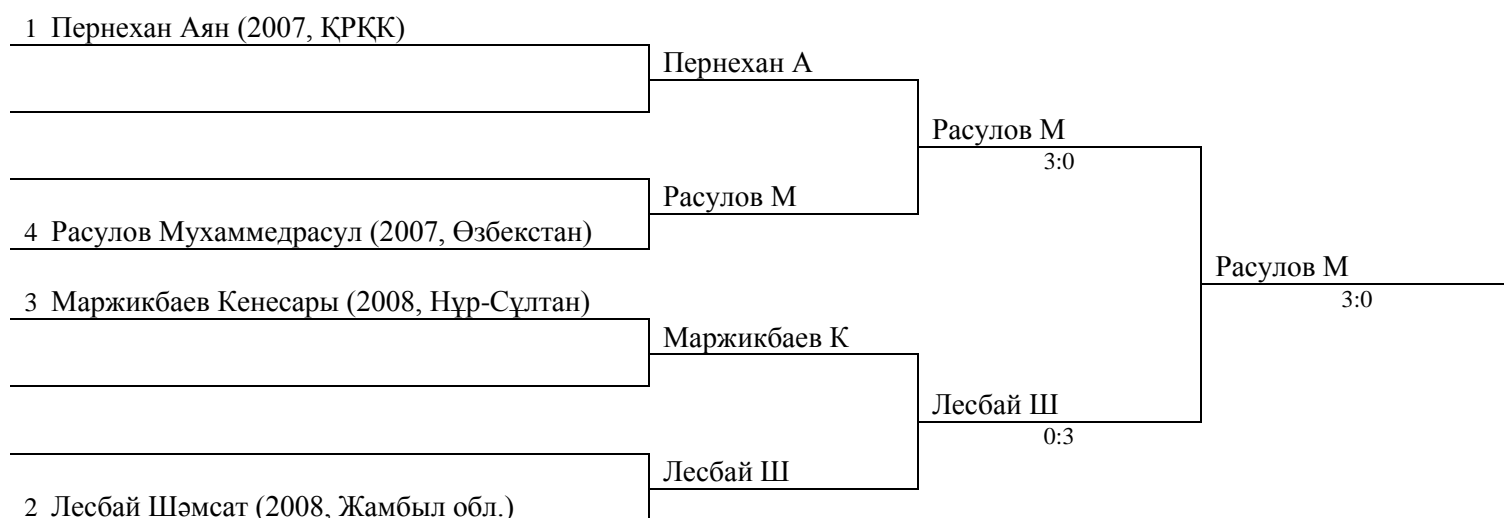 1 Пернехан Аян (2007, ҚРҚК)
Пернехан А
Расулов М
3:0
Расулов М
4 Расулов Мухаммедрасул (2007, Өзбекстан)
Расулов М
3:0
3 Маржикбаев Кенесары (2008, Нұр-Сұлтан)
Маржикбаев К
Лесбай Ш
0:3
Лесбай Ш
2 Лесбай Шәмсат (2008, Жамбыл обл.)